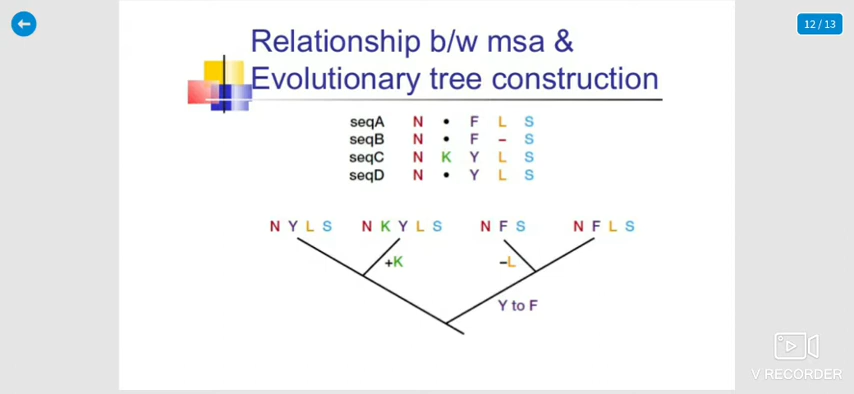 12 / 13
Relationship b/w msa &
Evolutionary tree construction
seqA N • F L S
seqB N • F – S
seqC N K Y L S
seqD N • Y L S
N Y L S N K Y L S N F S N F L S
+K –L
Y to F
V RECORDER